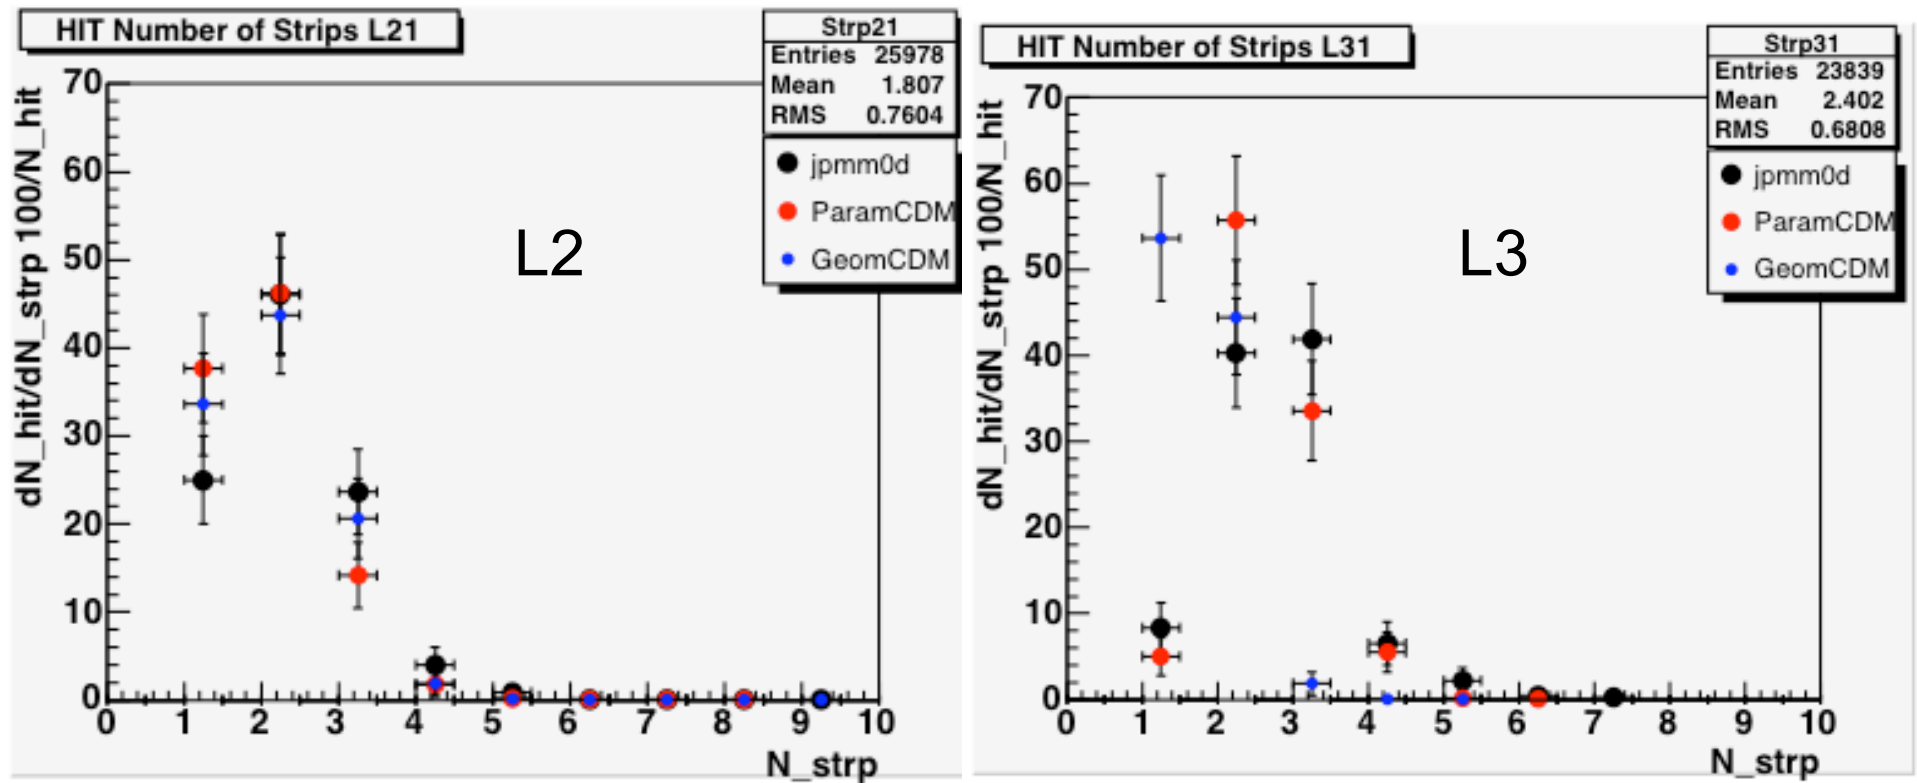 HIT Number of Strips L21
Strp21
Entries 25978
Mean 1.807
RMS 0.7604
jpmm0d
ParamCDM
GeomCDM
L2
dN_hit/dN_strp 100/N_hit
70
60
50
40
30
20
10
0
0 1 2 3 4 5 6 7 8 9 10
N_strp
HIT Number of Strips L31
Strp31
Entries 23839
Mean 2.402
RMS 0.6808
jpmm0d
ParamCDM
GeomCDM
L3
dN_hit/dN_strp 100/N_hit
70
60
50
40
30
20
10
0
0 1 2 3 4 5 6 7 8 9 10
N_strp